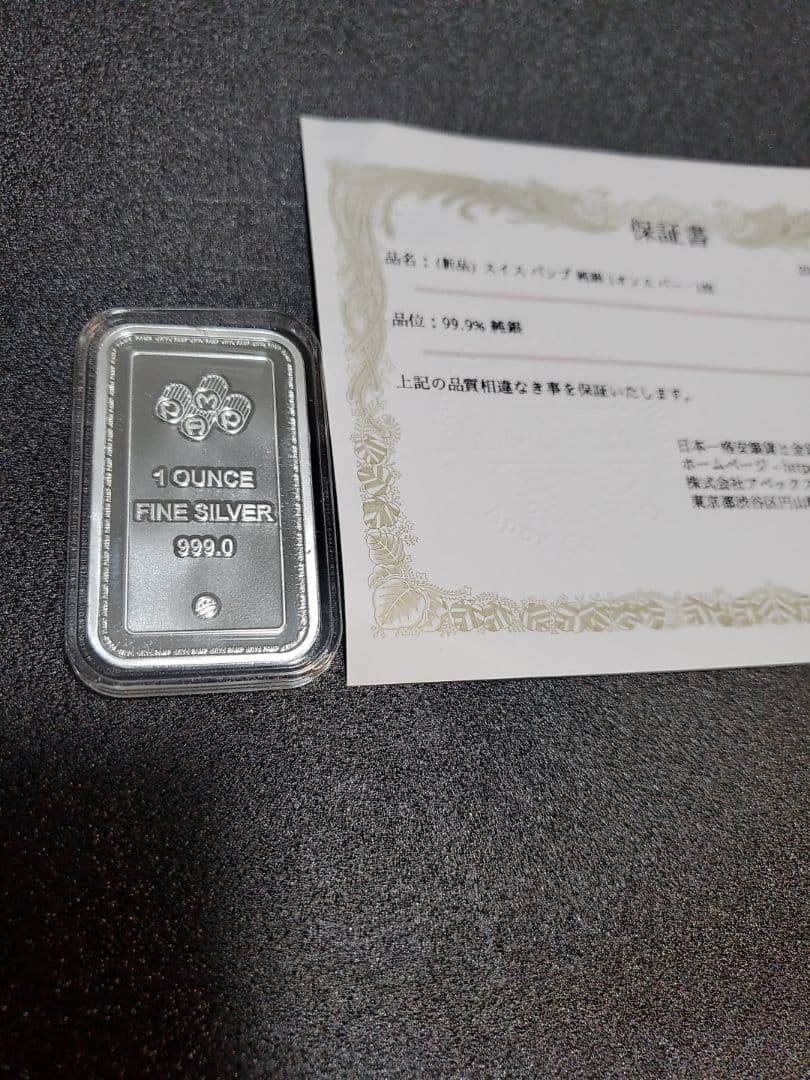 PAMP
1 OUNCE
FINE SILVER
999.0
保証書
品名：(新品) スイス パンプ 純銀 1オンス バー 1枚
品位：99.9% 純銀
上記の品質相違なき事を保証いたします。
日本一格安銀貨と金貨
ホームページ - http
株式会社アペックス
東京都渋谷区円山